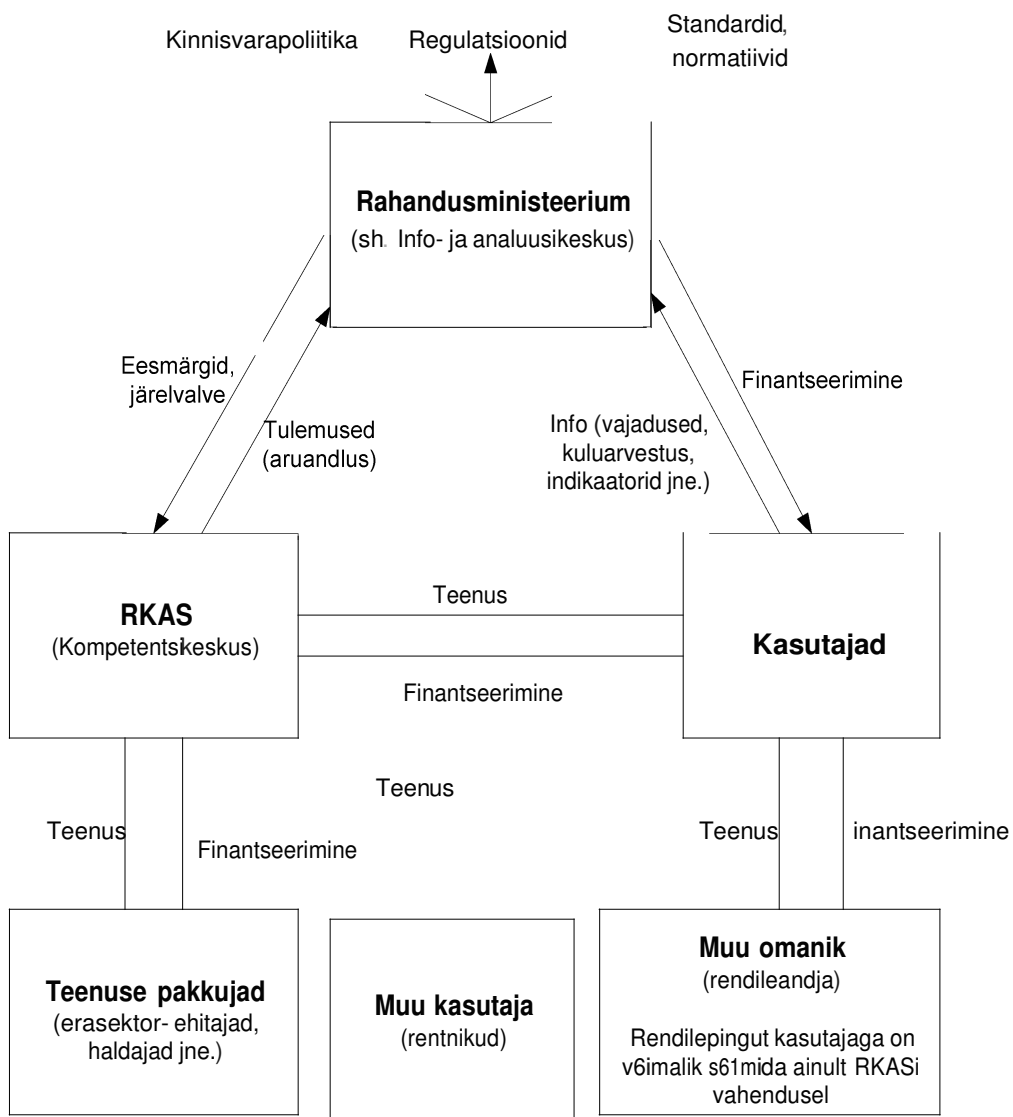 Kinnisvarapoliitika
Regulatsioonid
Standardid,
normatiivid
Rahandusministeerium
(sh. Info- ja analuusikeskus)
Eesmärgid,
järelvalve
Tulemused
(aruandlus)
Info (vajadused,
kuluarvestus,
indikaatorid jne.)
Finantseerimine
RKAS
(Kompetentsikeskus)
Teenus
Finantseerimine
Kasutajad
Teenus
Teenus
Finantseerimine
Teenus
inantseerimine
Teenuse pakkujad
(erasektor- ehitajad,
haldajad jne.)
Muu kasutaja
(rentnikud)
Muu omanik
(rendileandja)
Rendilepingut kasutajaga on
v6imalik s61mida ainult RKASi
vahendusel